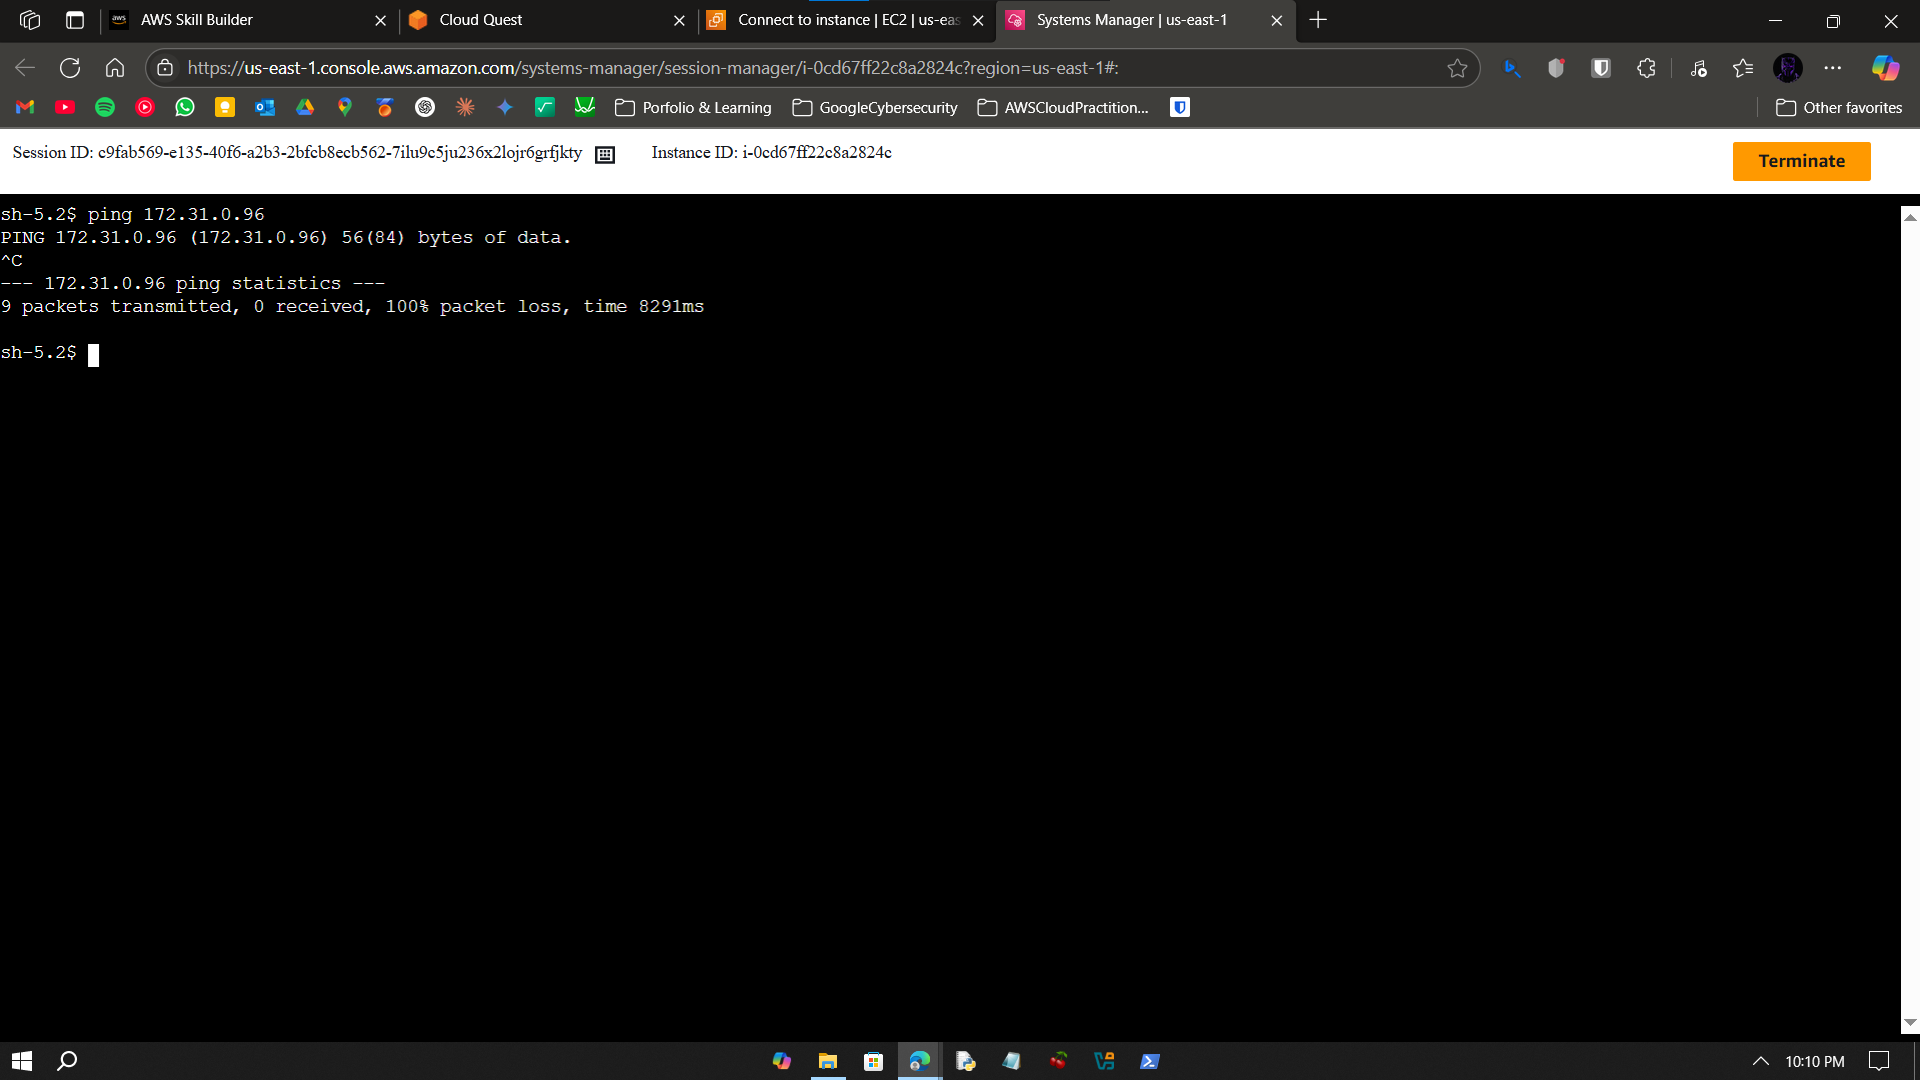 AWS Skill Builder
Cloud Quest
Connect to instance | EC2 | us-eas
Systems Manager | us-east-1
https://us-east-1.console.aws.amazon.com/systems-manager/session-manager/i-0cd67ff22c8a2824c?region=us-east-1#:
Porfolio & Learning
GoogleCybersecurity
AWSCloudPractition...
Other favorites
Session ID: c9fab569-e135-40f6-a2b3-2bfcb8ecb562-7ilu9c5ju236x2lojr6grfjkty
Instance ID: i-0cd67ff22c8a2824c
Terminate
sh-5.2$ ping 172.31.0.96
PING 172.31.0.96 (172.31.0.96) 56(84) bytes of data.
^C
--- 172.31.0.96 ping statistics ---
9 packets transmitted, 0 received, 100% packet loss, time 8291ms
sh-5.2$
10:10 PM